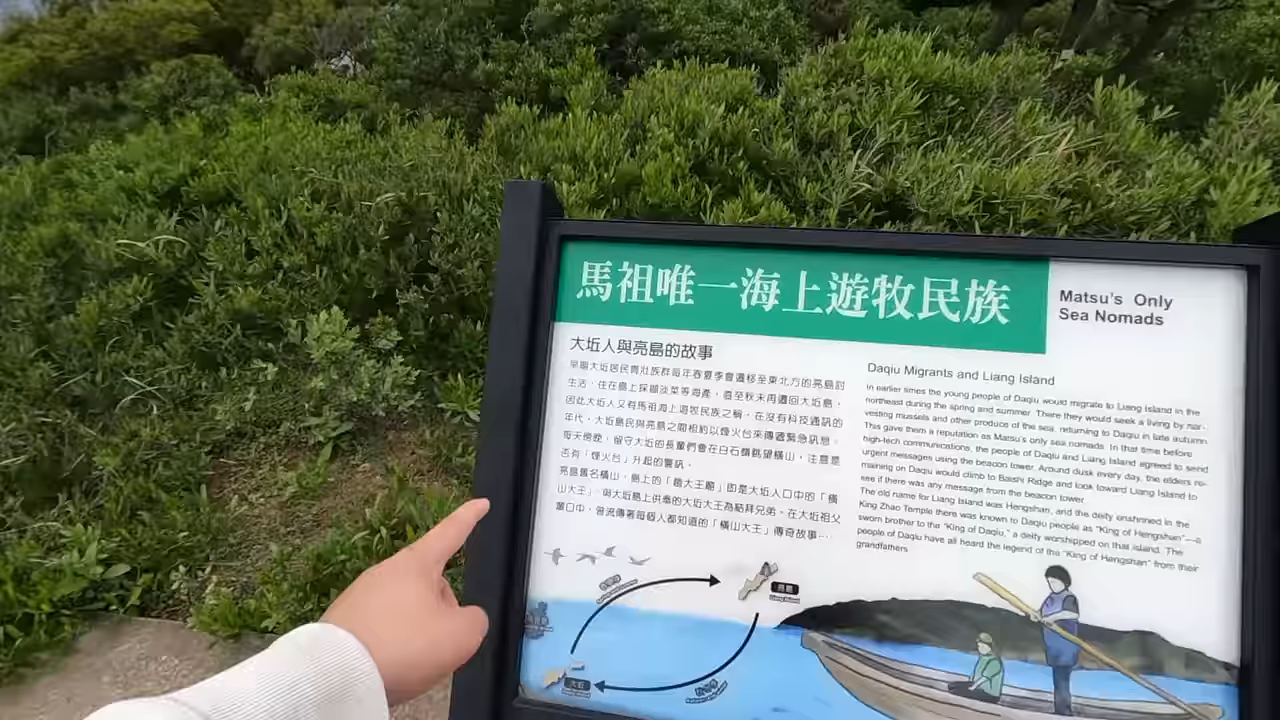 馬祖唯一海上遊牧民族
Matsu's Only
Sea Nomads
大坵人與亮島的故事
早期大坵居民青壯族群每年春夏季會遷移至東北方的亮島討
生活，住在島上採擷淡菜等海產，直至秋末再遷回大坵島，
因此大坵人又有馬祖海上遊牧民族之稱。在沒有科技通訊的
年代，大坵島民與亮島之間相約以煙火台來傳遞緊急訊息，
每天傍晚，留守大坵的長輩們會在白石嶺眺望橫山，注意是
否有「煙火台」升起的警訊。
亮島舊名橫山，島上的「趙大王廟」即是大坵人口中的「橫
山大王」，與大坵島上供奉的大坵大王為結拜兄弟。在大坵祖父
輩口中，曾流傳著每個人都知道的「橫山大王」傳奇故事…
Daqiu Migrants and Liang Island
In earlier times the young people of Daqiu would migrate to Liang Island in the
northeast during the spring and summer. There they would seek a living by har-
vesting mussels and other produce of the sea, returning to Daqiu in late autumn.
This gave them a reputation as Matsu's only sea nomads. In that time before
high-tech communications, the people of Daqiu and Liang Island agreed to send
urgent messages using the beacon tower. Around dusk every day, the elders re-
maining on Daqiu would climb to Baishi Ridge and look toward Liang Island to
see if there was any message from the beacon tower.
The old name for Liang Island was Hengshan, and the deity enshrined in the
King Zhao Temple there was known to Daqiu people as "King of Hengshan"—a
sworn brother to the "King of Daqiu," a deity worshipped on that island. The
people of Daqiu have all heard the legend of the "King of Hengshan" from their
grandfathers.
亮島
Liang Island
大坵